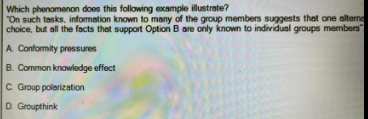 Which phenomenon does this following example illustrate?
"On such tasks, information known to many of the group members suggests that one
choice, but all the facts that support Option B are only known to individual groups members"
A. Conformity pressures
B. Common knowledge effect
C. Group polarization
D. Groupthink